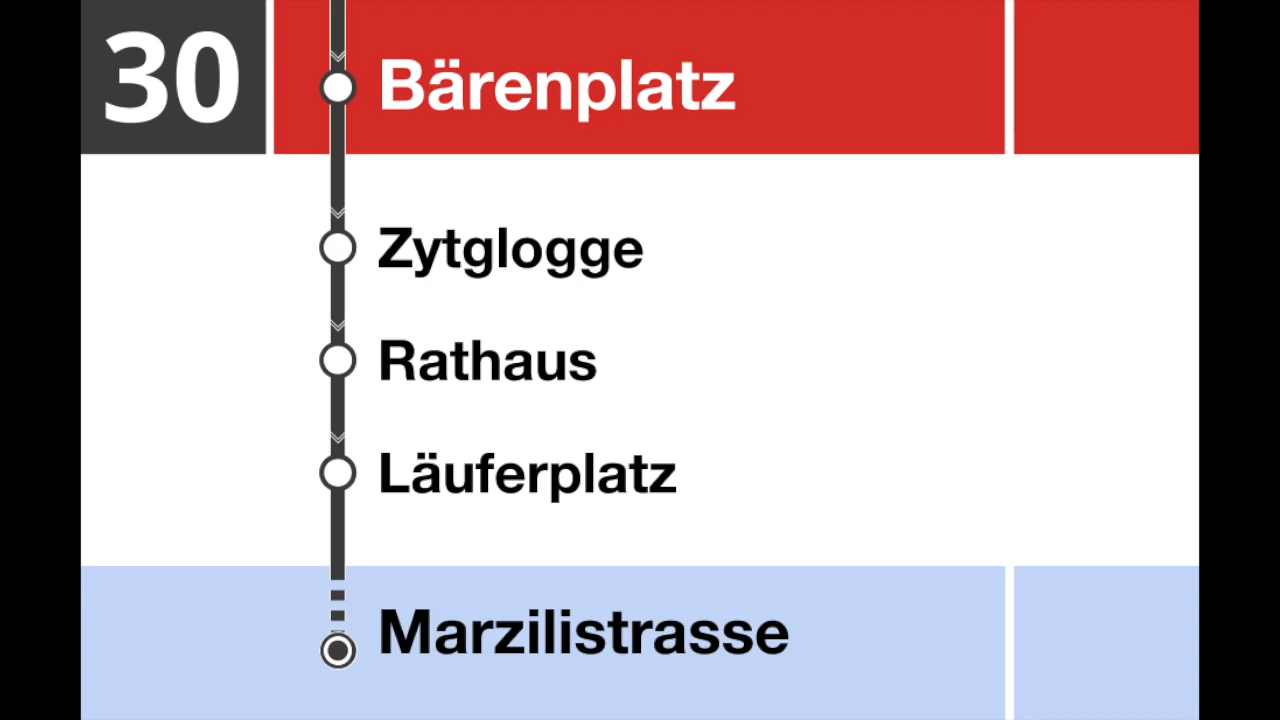 30 Bärenplatz
Zytglogge
Rathaus
Läuferplatz
Marzilistrasse